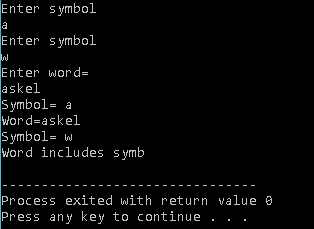 Enter symbol
a
Enter symbol
w
Enter word=
askel
Symbol= a
Word=askel
Symbol= w
Word includes symb
--------------------------------
Process exited with return value 0
Press any key to continue . . .